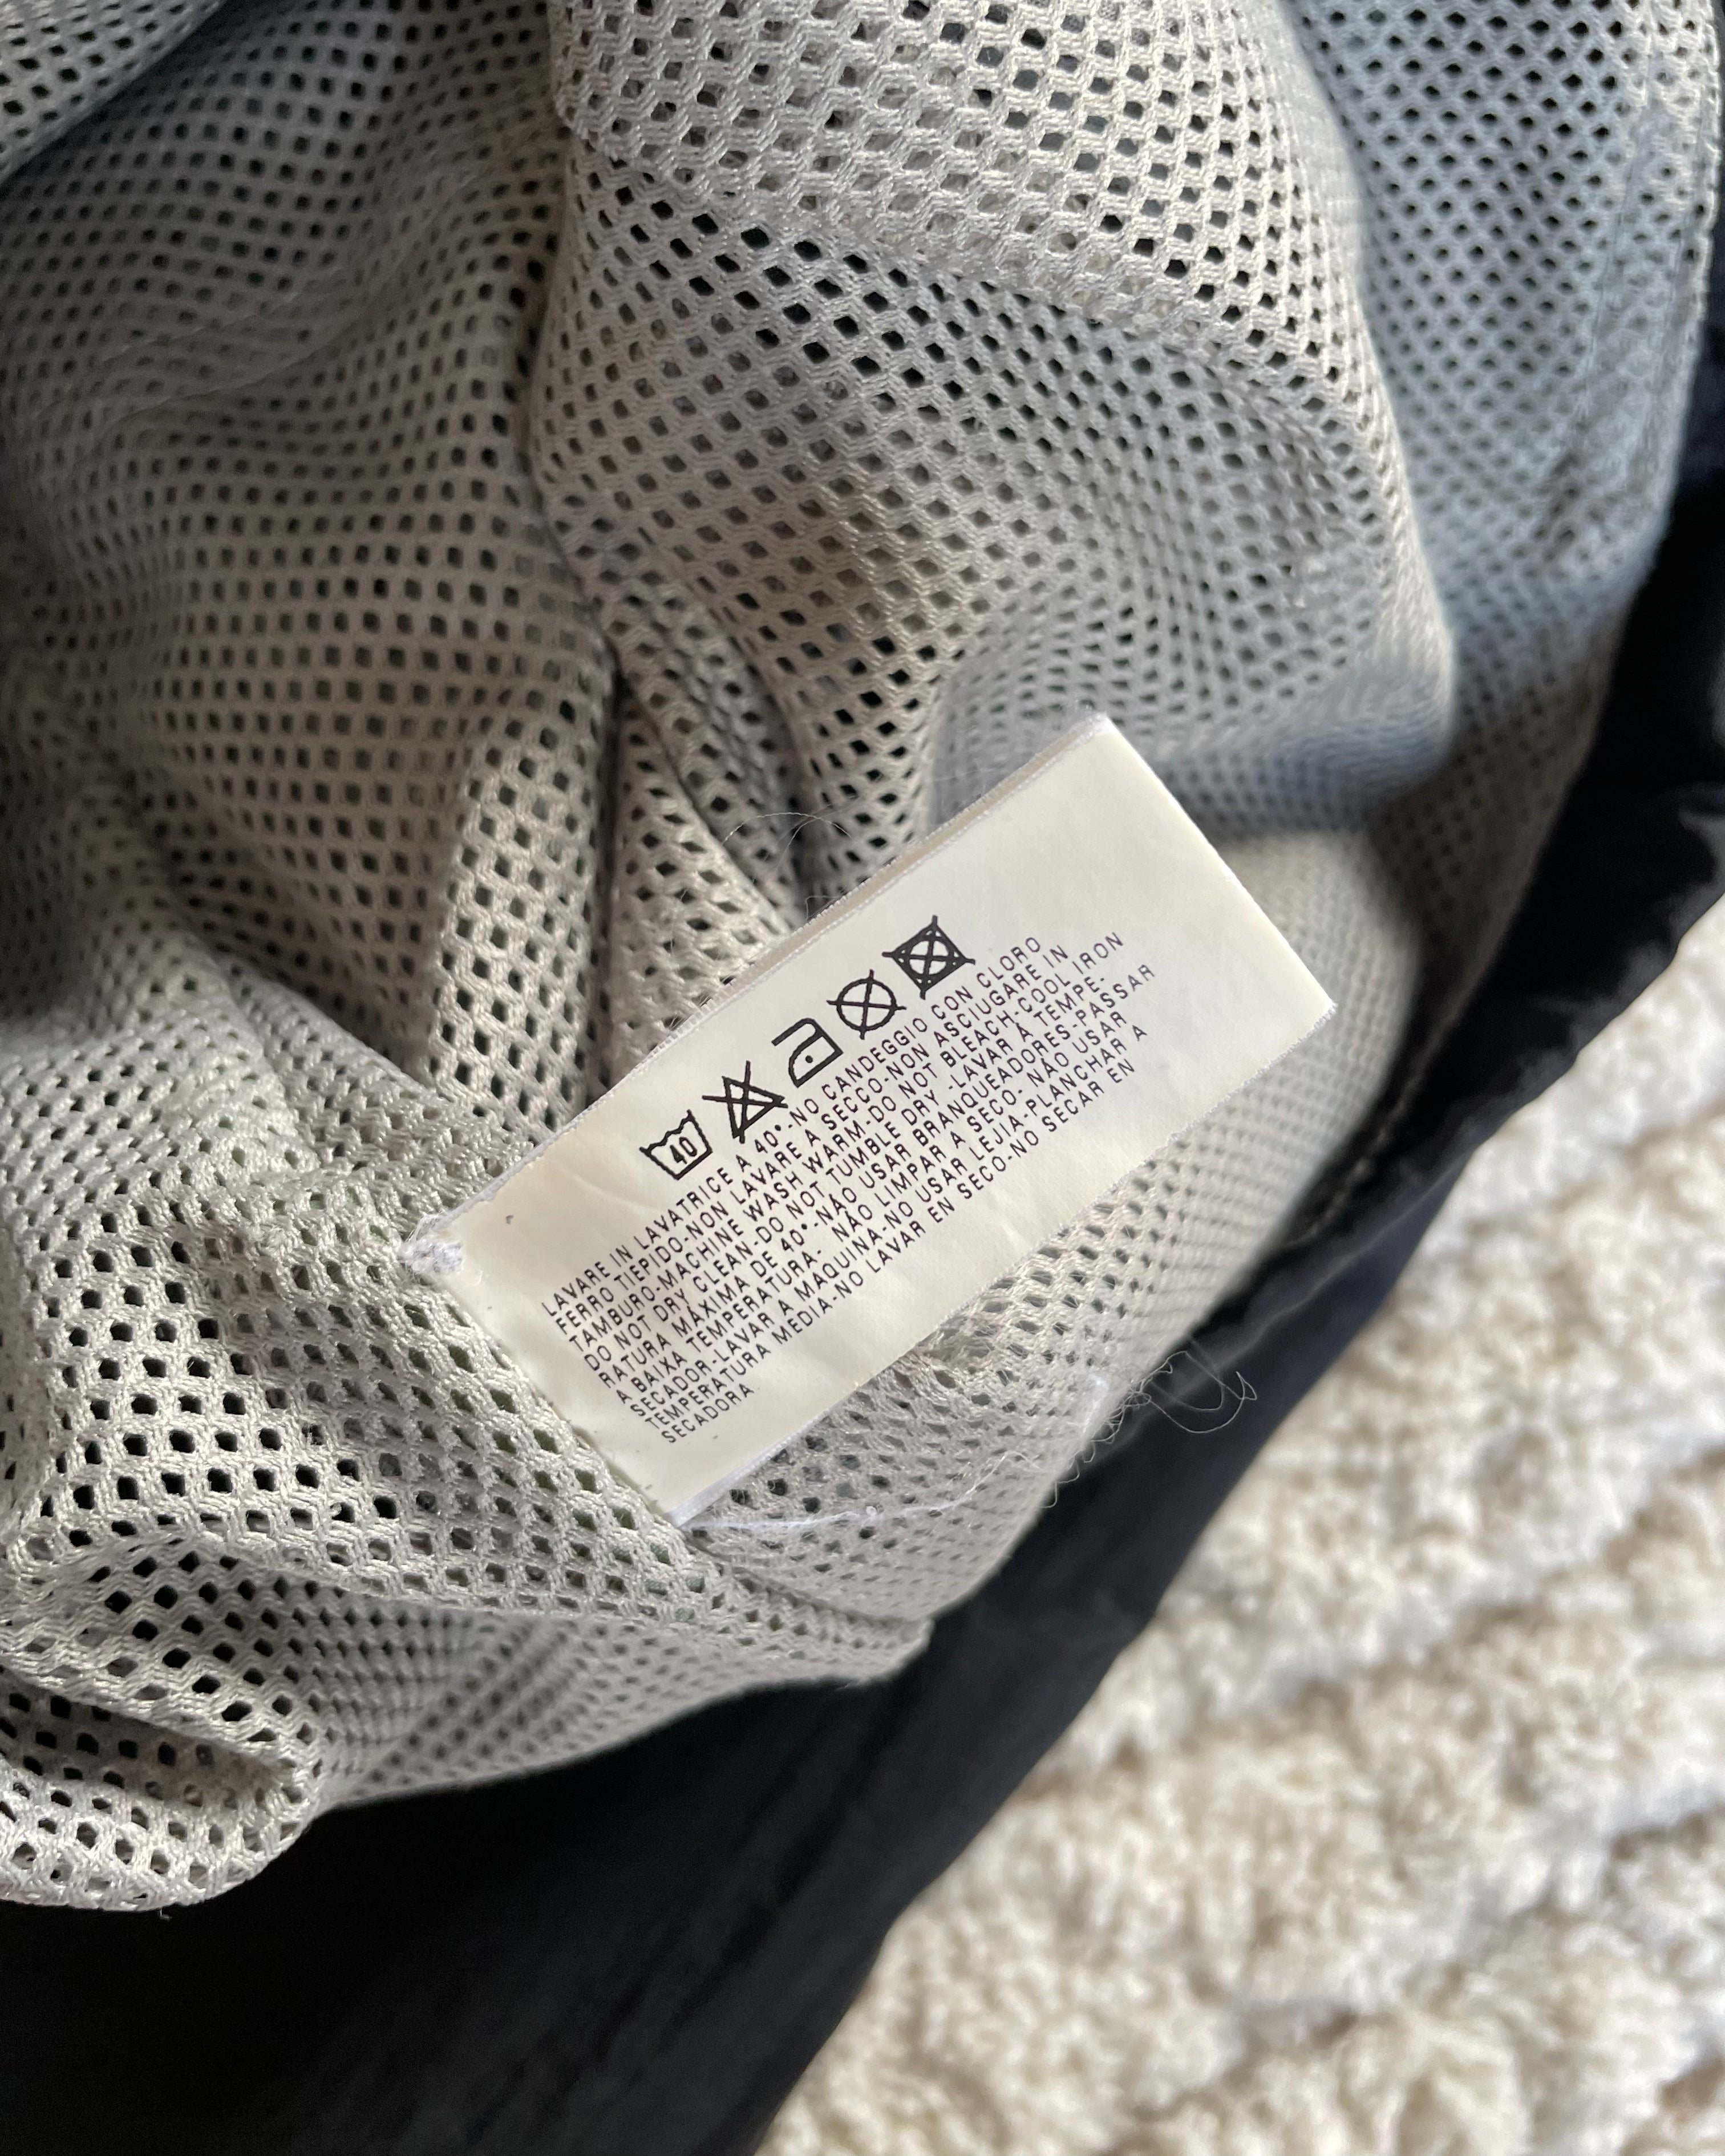 40
LAVARE IN LAVATRICE A 40°-NO CANDEGGIO CON CLORO
FERRO TIEPIDO-NON LAVARE A SECCO-NON ASCIUGARE IN
TAMBURO-MACHINE WASH WARM-DO NOT BLEACH-COOL IRON
DO NOT DRY CLEAN-DO NOT TUMBLE DRY -LAVAR À TEMPE-
RATURA MÁXIMA DE 40°-NÃO USAR BRANQUEADORES-PASSAR
A BAIXA TEMPERATURA- NÃO LIMPAR A SECO- NÃO USAR
SECADOR-LAVAR A MAQUINA-NO USAR LEJIA-PLANCHAR A
TEMPERATURA MEDIA-NO LAVAR EN SECO-NO SECAR EN
SECADORA